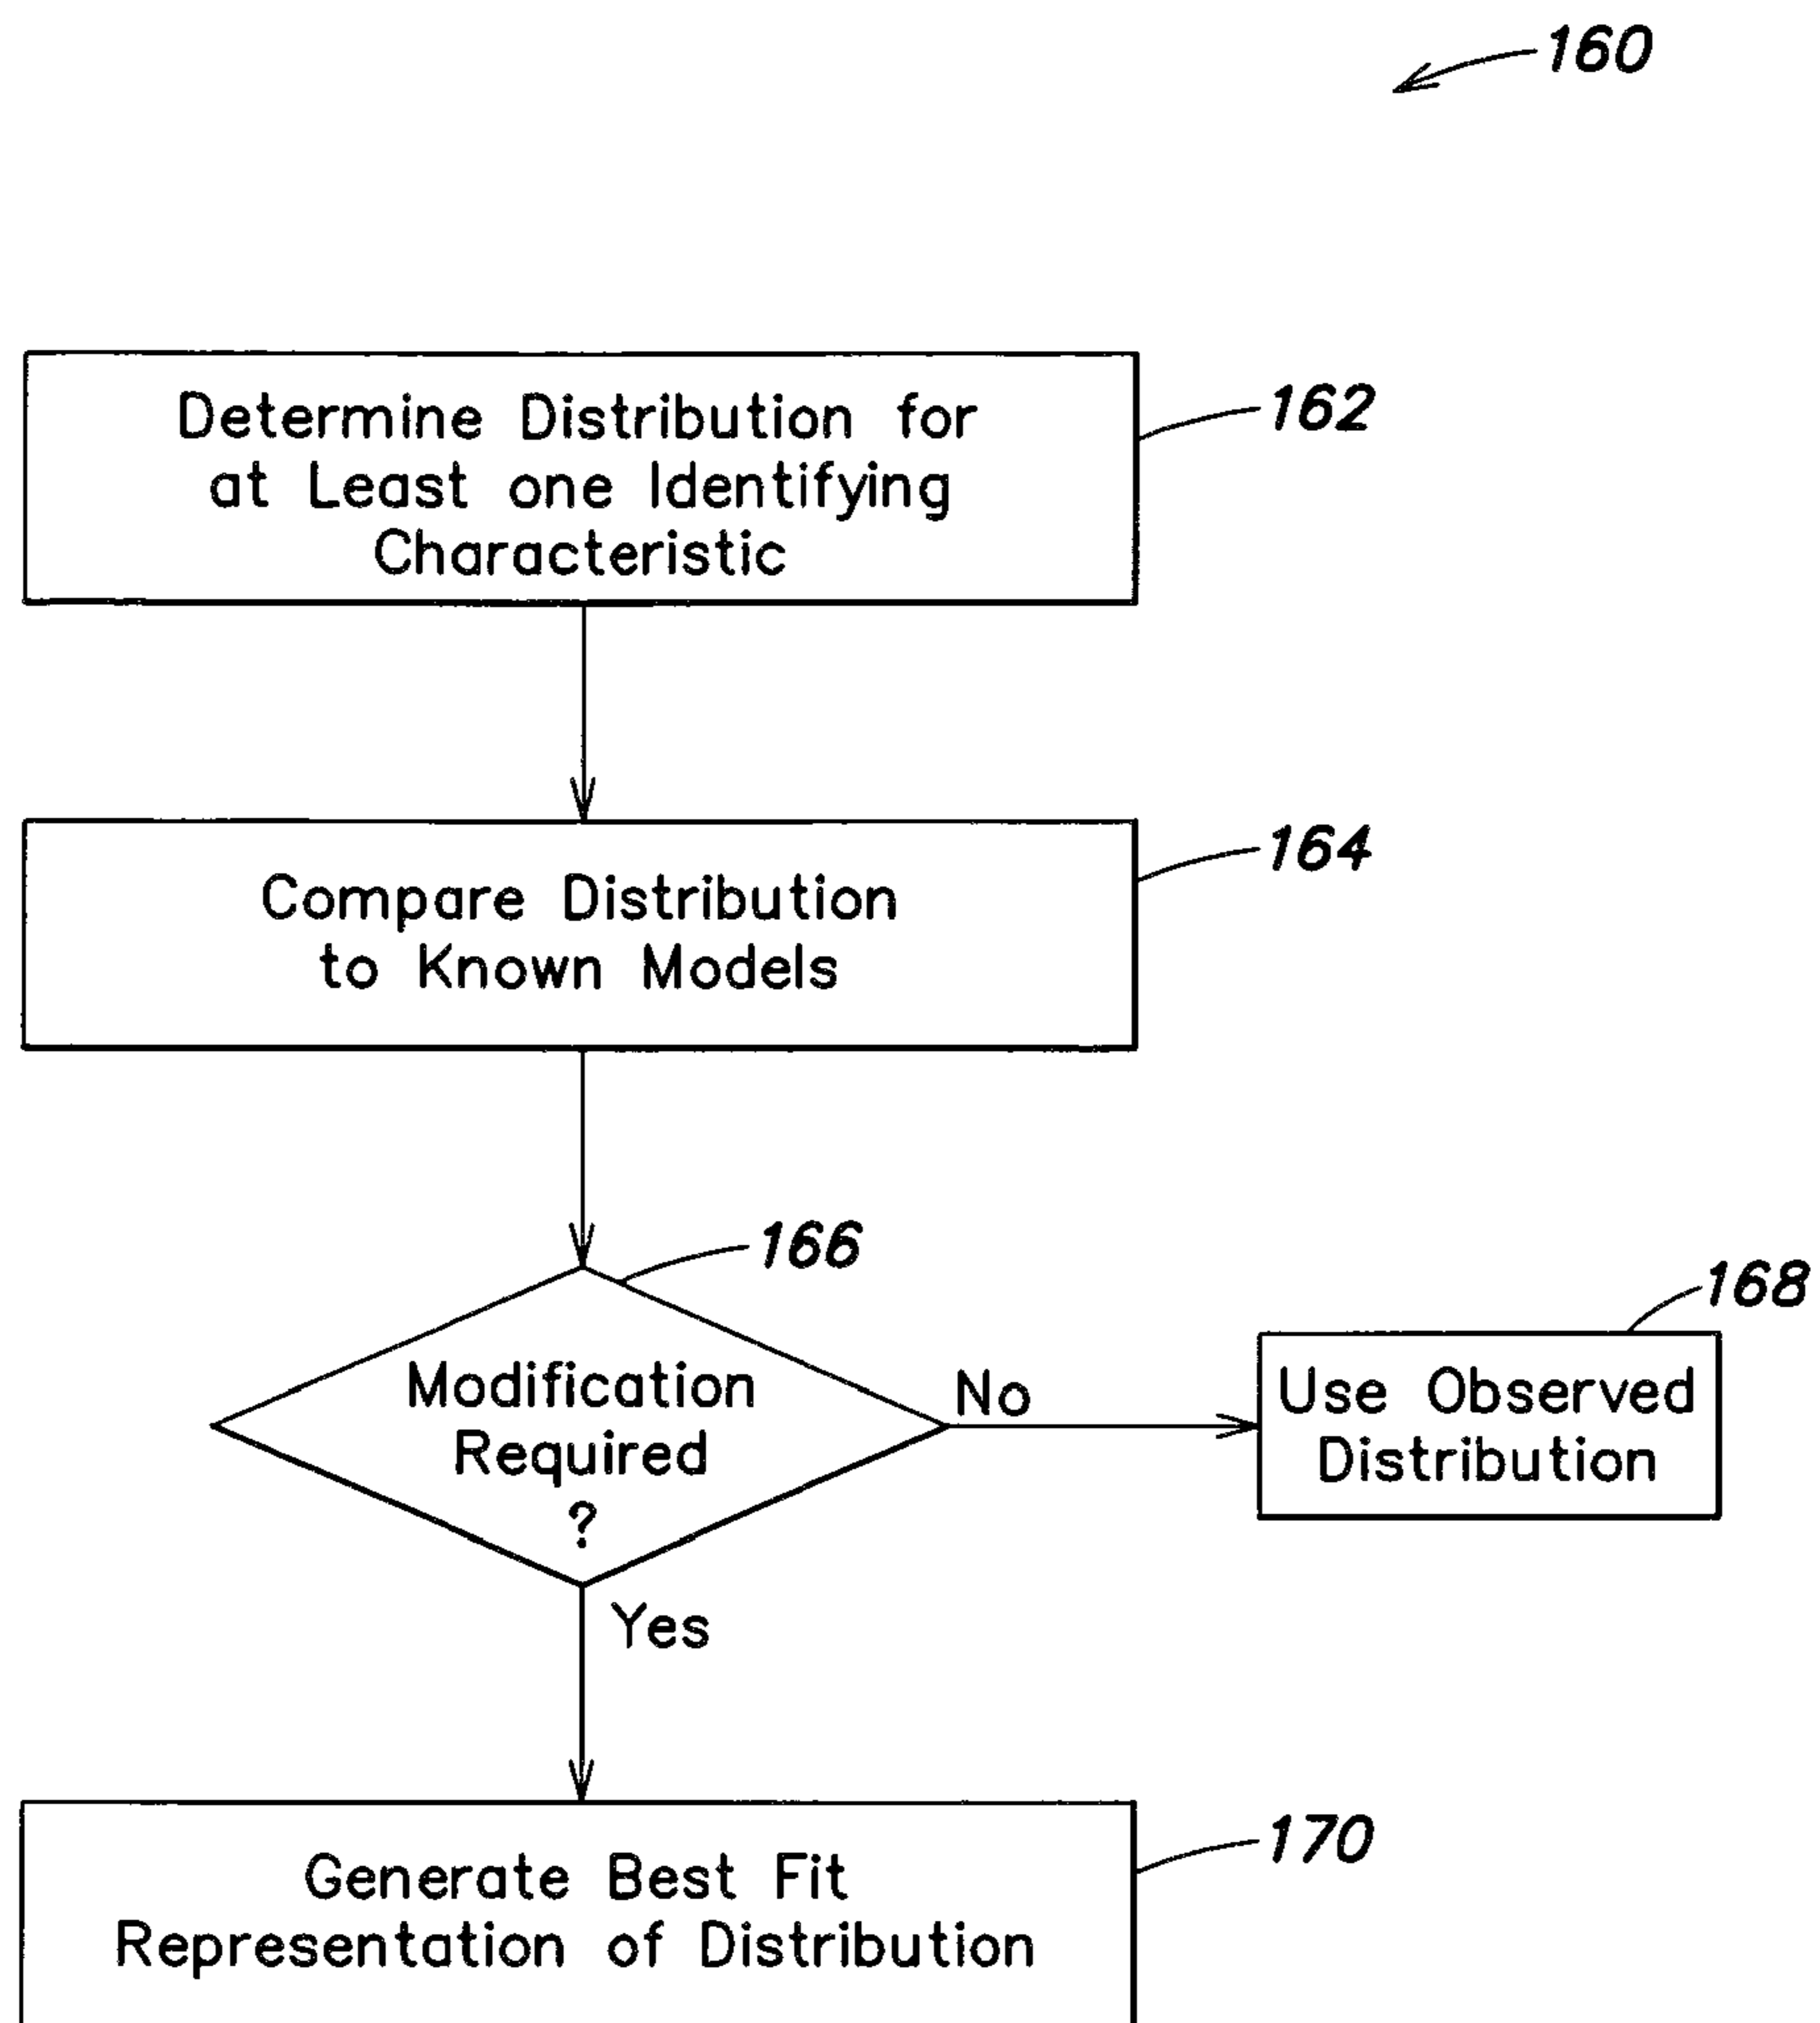 160
Determine Distribution for
at Least one Identifying
Characteristic
162
Compare Distribution
to Known Models
164
166
Modification
Required
?
No
168
Use Observed
Distribution
Yes
Generate Best Fit
Representation of Distribution
170